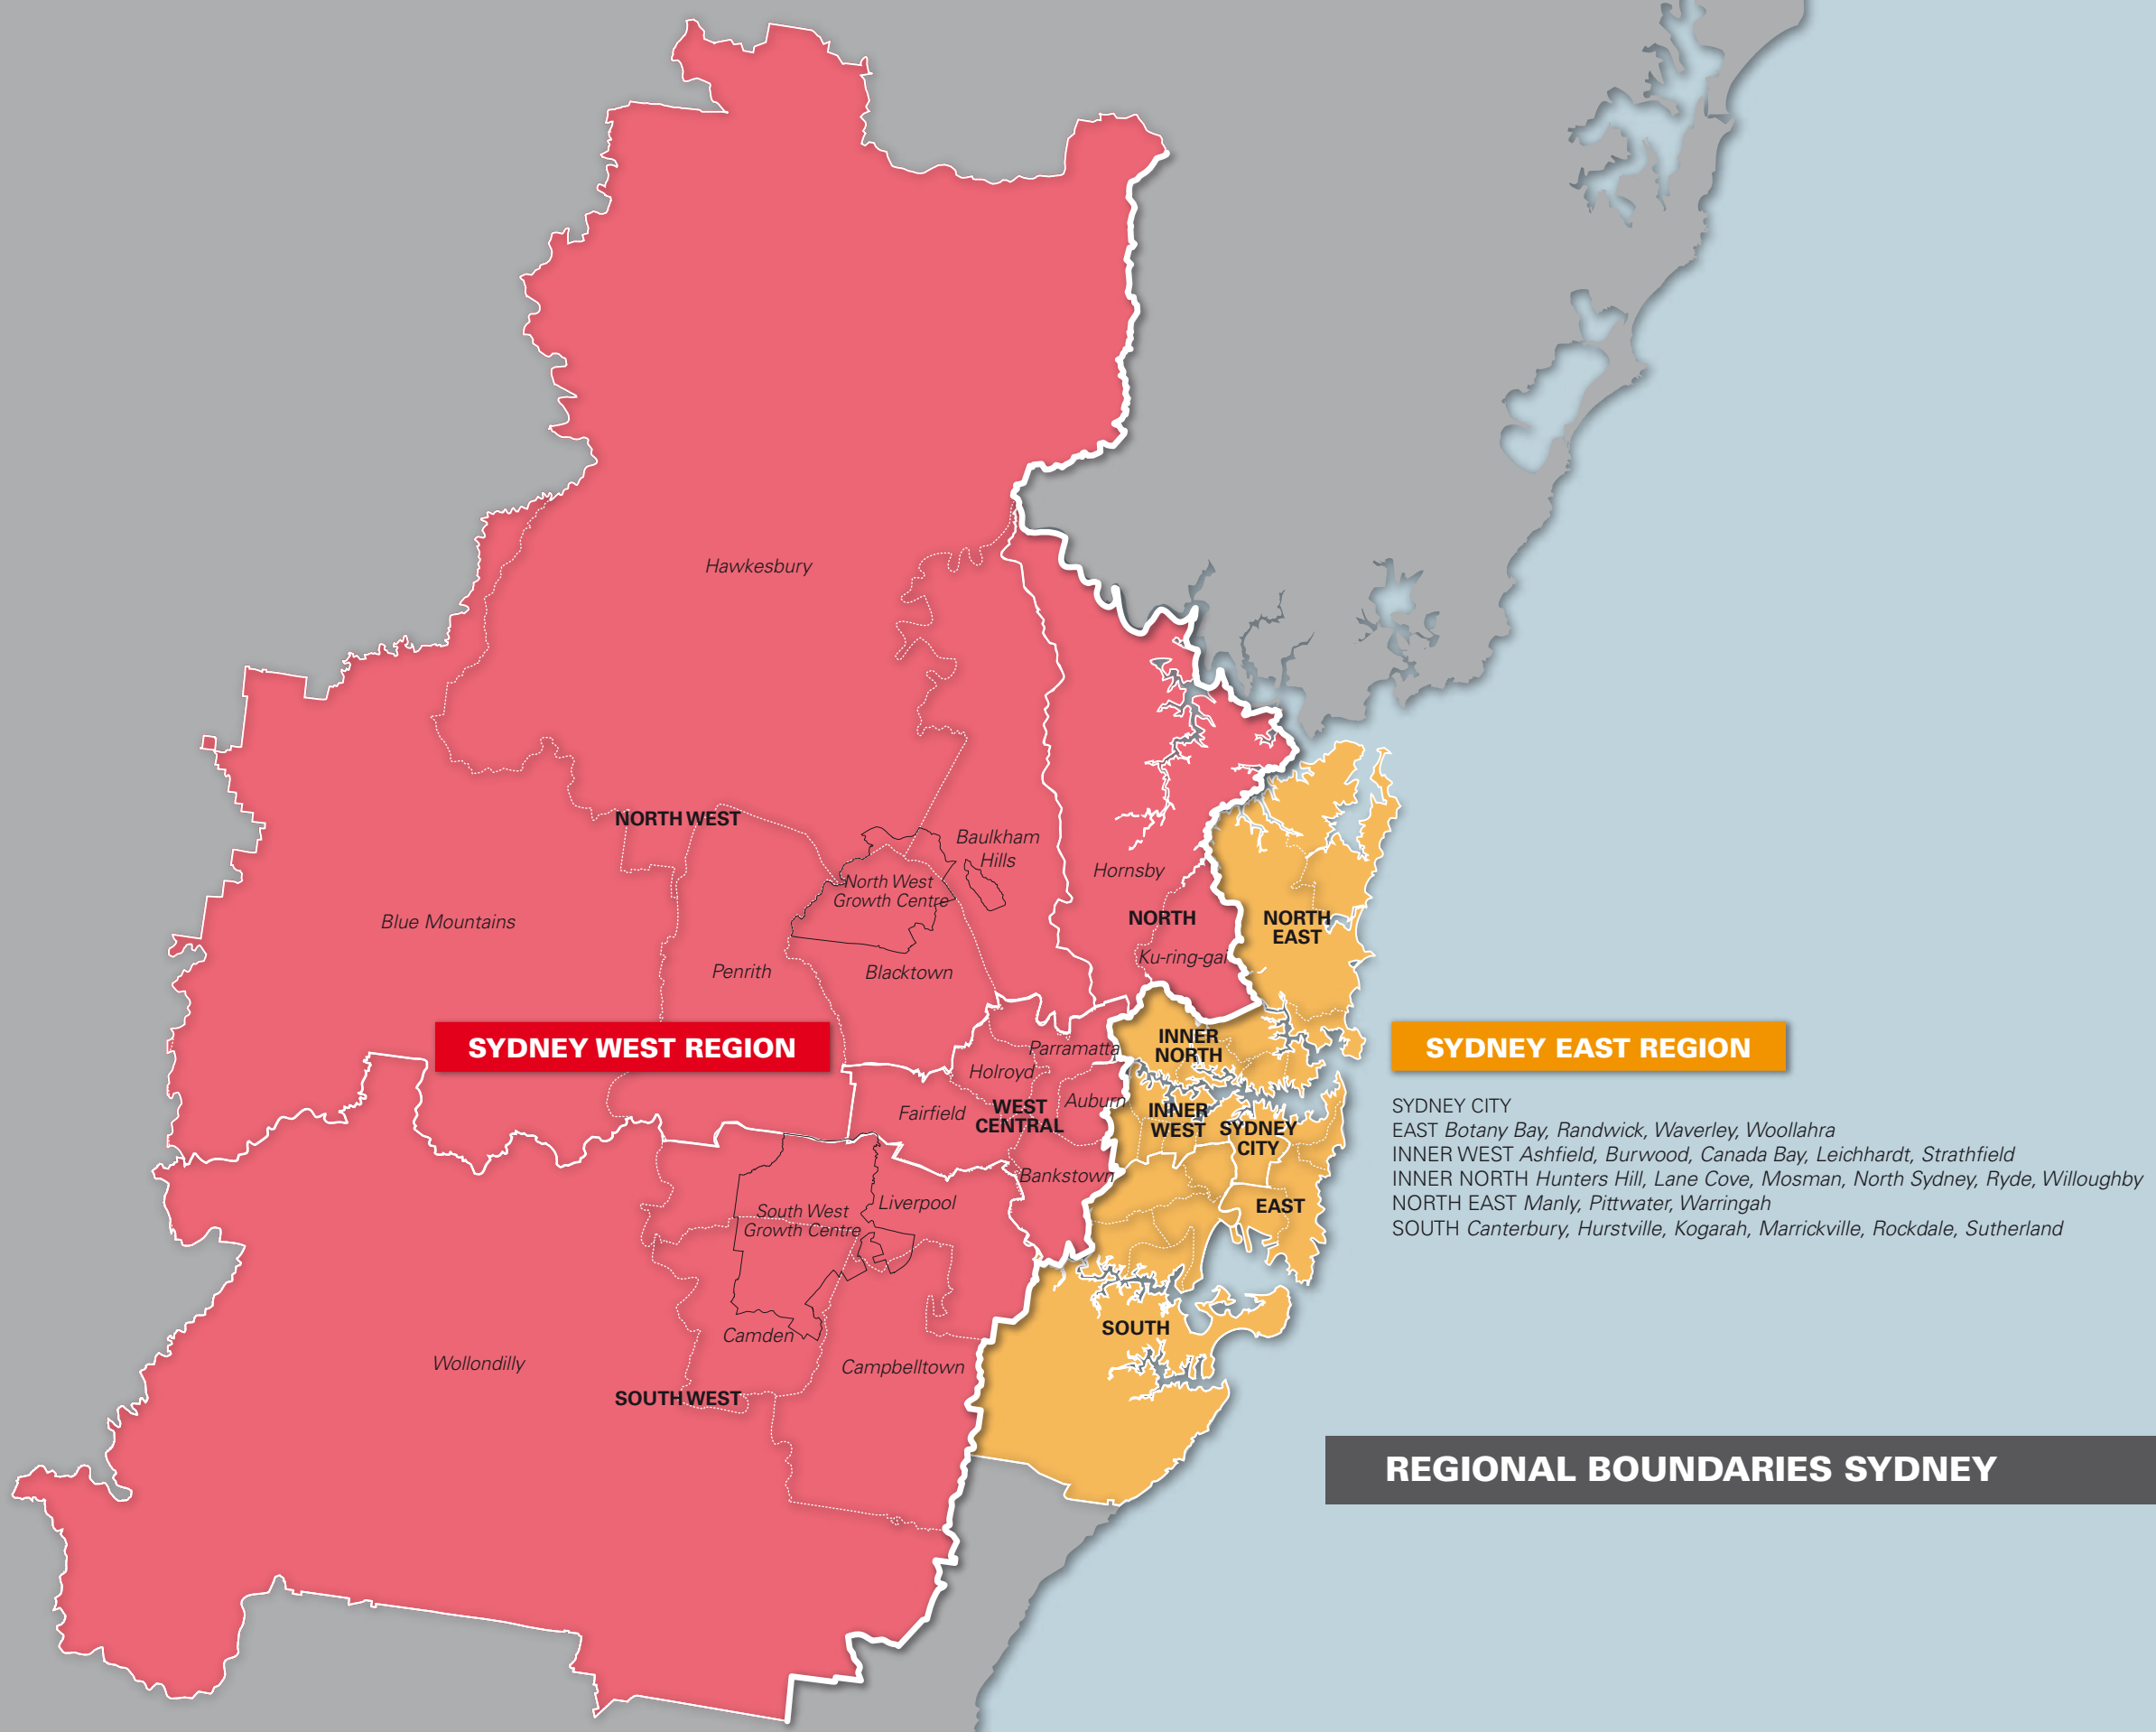 Hawkesbury
NORTH WEST
Baulkham
Hills
Hornsby
North West
Growth Centre
Blue Mountains
NORTH
NORTH
EAST
Ku-ring-gai
Penrith
Blacktown
SYDNEY WEST REGION
Parramatta
INNER
NORTH
SYDNEY EAST REGION
Holroyd
Auburn
Fairfield
WEST
CENTRAL
INNER
WEST
SYDNEY
CITY
SYDNEY CITY
EAST Botany Bay, Randwick, Waverley, Woollahra
INNER WEST Ashfield, Burwood, Canada Bay, Leichhardt, Strathfield
INNER NORTH Hunters Hill, Lane Cove, Mosman, North Sydney, Ryde, Willoughby
NORTH EAST Manly, Pittwater, Warringah
SOUTH Canterbury, Hurstville, Kogarah, Marrickville, Rockdale, Sutherland
Bankstown
Liverpool
EAST
South West
Growth Centre
SOUTH
Camden
Wollondilly
Campbelltown
SOUTH WEST
REGIONAL BOUNDARIES SYDNEY